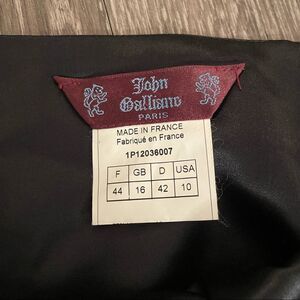 John
Galliano
PARIS
MADE IN FRANCE
Fabriqué en France
1P12036007
F GB D USA
44 16 42 10